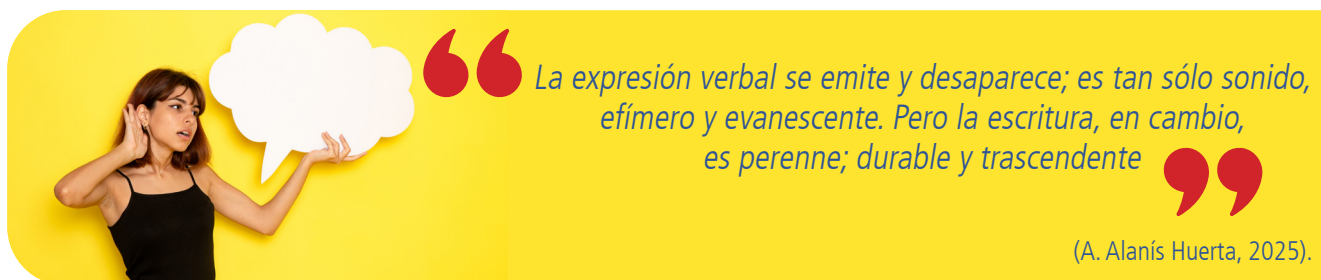 “La expresión verbal se emite y desaparece; es tan sólo sonido,
efímero y evanescente. Pero la escritura, en cambio,
es perenne; durable y trascendente”
(A. Alanís Huerta, 2025).